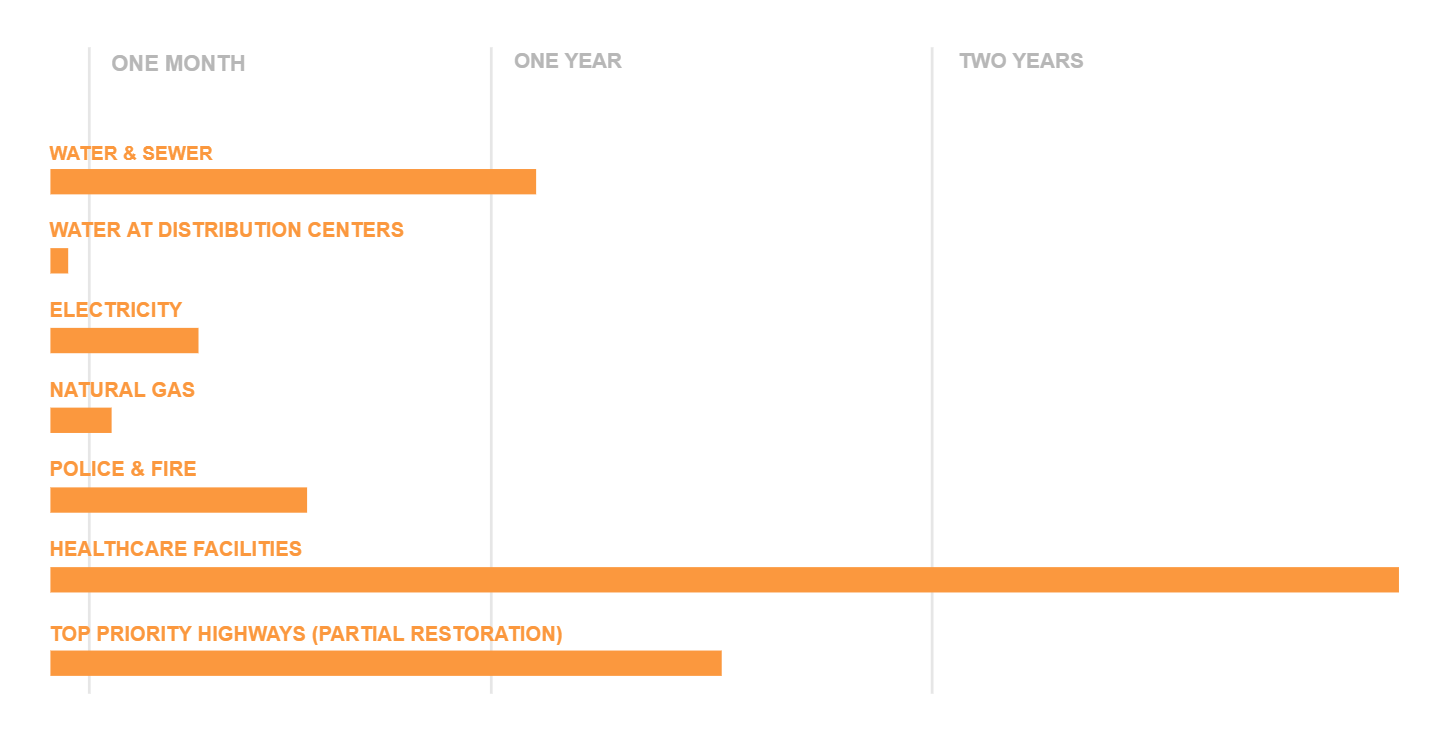 ONE MONTH
ONE YEAR
TWO YEARS
WATER & SEWER
WATER AT DISTRIBUTION CENTERS
ELECTRICITY
NATURAL GAS
POLICE & FIRE
HEALTHCARE FACILITIES
TOP PRIORITY HIGHWAYS (PARTIAL RESTORATION)